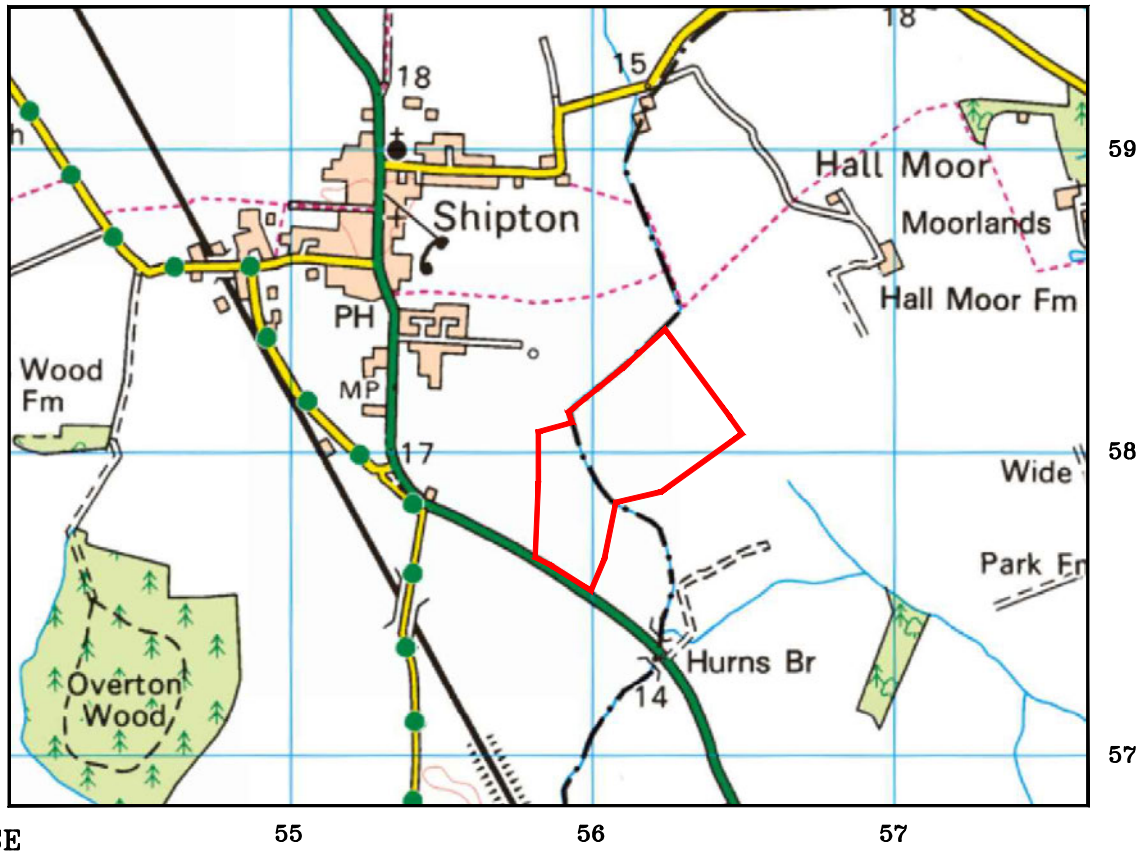 18
15
18
59
h
Hall Moor
Shipton
Moorlands
Hall Moor Fm
PH
Wood
Fm
MP
17
58
Wide
Park Fm
Hurns Br
Overton
Wood
14
57
55
56
57